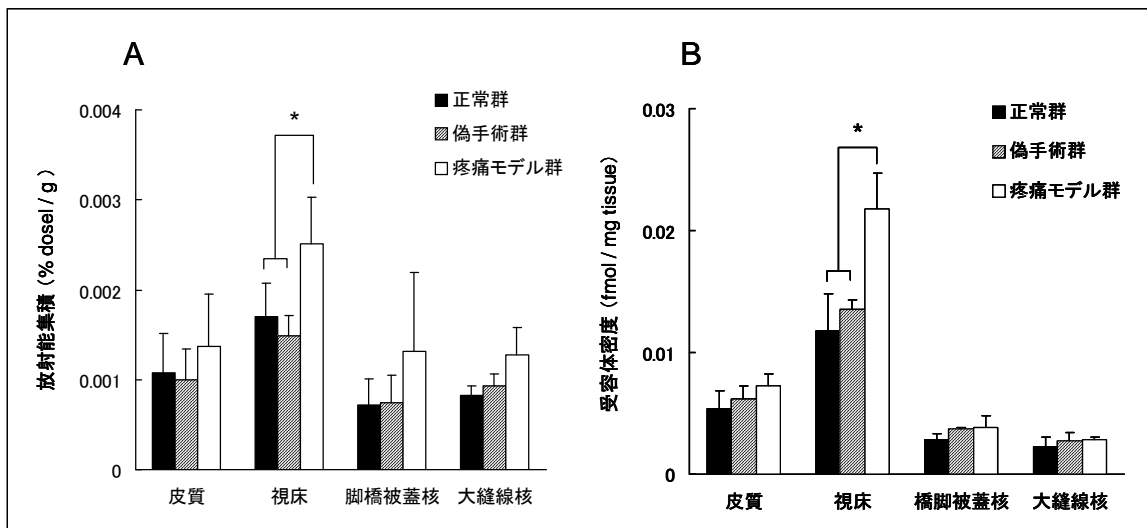 A
正常群
偽手術群
疼痛モデル群
*
放射能集積 (% dosel / g )
0.004
0.003
0.002
0.001
0
皮質
視床
脚橋被蓋核
大縫線核
B
正常群
偽手術群
疼痛モデル群
*
受容体密度 (fmol / mg tissue)
0.03
0.02
0.01
0
皮質
視床
橋脚被蓋核
大縫線核